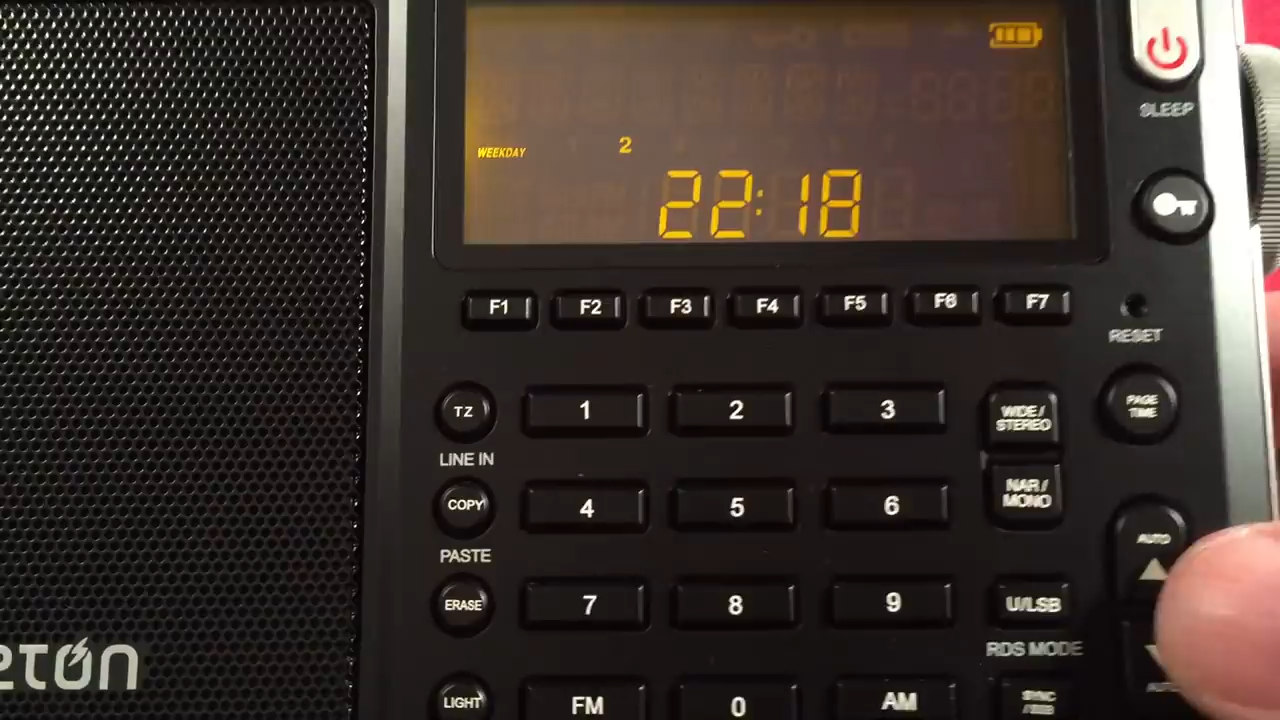 SLEEP
WEEKDAY 2
22:18
F1 F2 F3 F4 F5 F6 F7
RESET
TZ 1 2 3 WIDE/ STEREO PAGE TIME
LINE IN
COPY 4 5 6 NAR/ MONO
AUTO
PASTE
ERASE 7 8 9 U/LSB
RDS MODE
LIGHT FM 0 AM SYNC